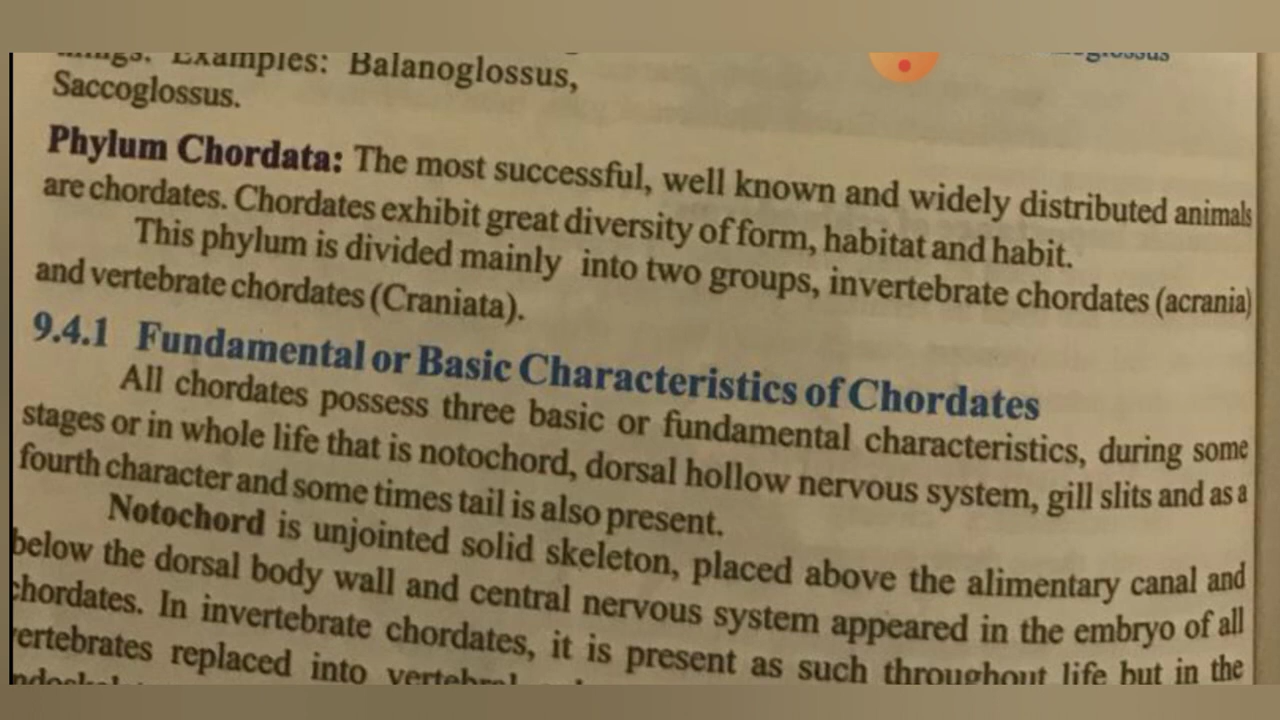 Examples: Balanoglossus,
Saccoglossus.
Phylum Chordata: The most successful, well known and widely distributed animals
are chordates. Chordates exhibit great diversity of form, habitat and habit.
This phylum is divided mainly into two groups, invertebrate chordates (acrania)
and vertebrate chordates (Craniata).
9.4.1 Fundamental or Basic Characteristics of Chordates
All chordates possess three basic or fundamental characteristics, during some
stages or in whole life that is notochord, dorsal hollow nervous system, gill slits and as a
fourth character and some times tail is also present.
Notochord is unjointed solid skeleton, placed above the alimentary canal and
below the dorsal body wall and central nervous system appeared in the embryo of all
chordates. In invertebrate chordates, it is present as such throughout life but in the
vertebrates replaced into